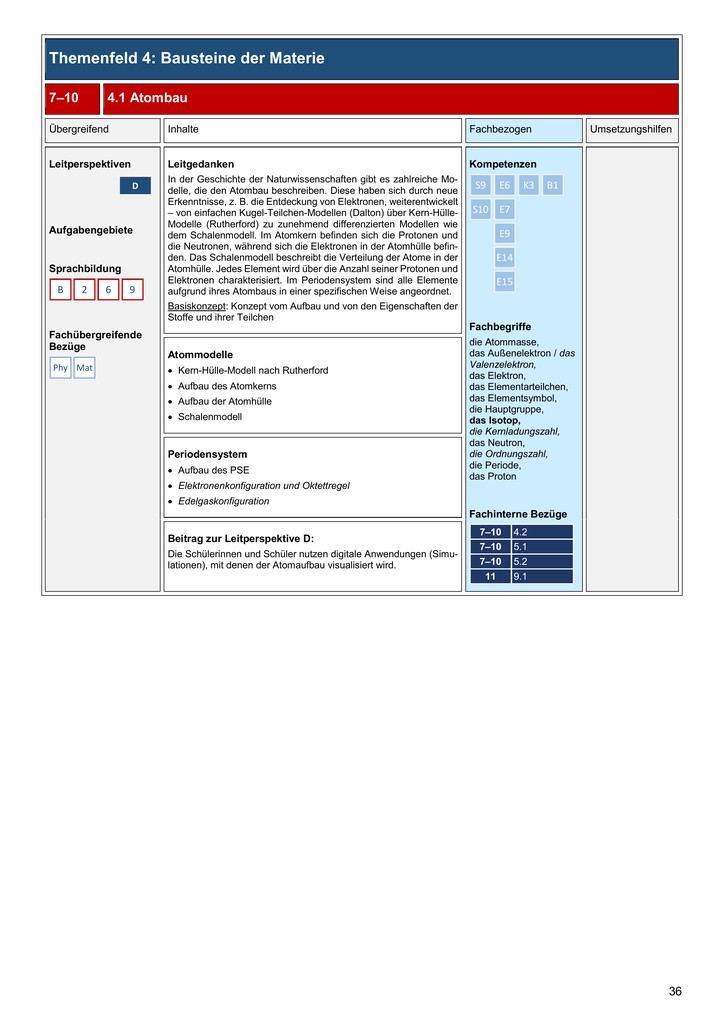 Themenfeld 4: Bausteine der Materie
7–10 4.1 Atombau
Übergreifend Inhalte Fachbezogen Umsetzungshilfen
Leitperspektiven
D
Aufgabengebiete
Sprachbildung
B 2 6 9
Fachübergreifende
Bezüge
Phy Mat
Leitgedanken
In der Geschichte der Naturwissenschaften gibt es zahlreiche Mo-
delle, die den Atombau beschreiben. Diese haben sich durch neue
Erkenntnisse, z. B. die Entdeckung von Elektronen, weiterentwickelt
– von einfachen Kugel-Teilchen-Modellen (Dalton) über Kern-Hülle-
Modelle (Rutherford) zu zunehmend differenzierten Modellen wie
dem Schalenmodell. Im Atomkern befinden sich die Protonen und
die Neutronen, während sich die Elektronen in der Atomhülle befin-
den. Das Schalenmodell beschreibt die Verteilung der Atome in der
Atomhülle. Jedes Element wird über die Anzahl seiner Protonen und
Elektronen charakterisiert. Im Periodensystem sind alle Elemente
aufgrund ihres Atombaus in einer spezifischen Weise angeordnet.
Basiskonzept: Konzept vom Aufbau und von den Eigenschaften der
Stoffe und ihrer Teilchen
Atommodelle
• Kern-Hülle-Modell nach Rutherford
• Aufbau des Atomkerns
• Aufbau der Atomhülle
• Schalenmodell
Periodensystem
• Aufbau des PSE
• Elektronenkonfiguration und Oktettregel
• Edelgaskonfiguration
Beitrag zur Leitperspektive D:
Die Schülerinnen und Schüler nutzen digitale Anwendungen (Simu-
lationen), mit denen der Atomaufbau visualisiert wird.
Kompetenzen
S9 E6 K3 B1
S10 E7
E9
E14
E15
Fachbegriffe
die Atommasse,
das Außenelektron / das
Valenzelektron,
das Elektron,
das Elementarteilchen,
das Elementsymbol,
die Hauptgruppe,
das Isotop,
die Kernladungszahl,
das Neutron,
die Ordnungszahl,
die Periode,
das Proton
Fachinterne Bezüge
7–10 4.2
7–10 5.1
7–10 5.2
11 9.1
36